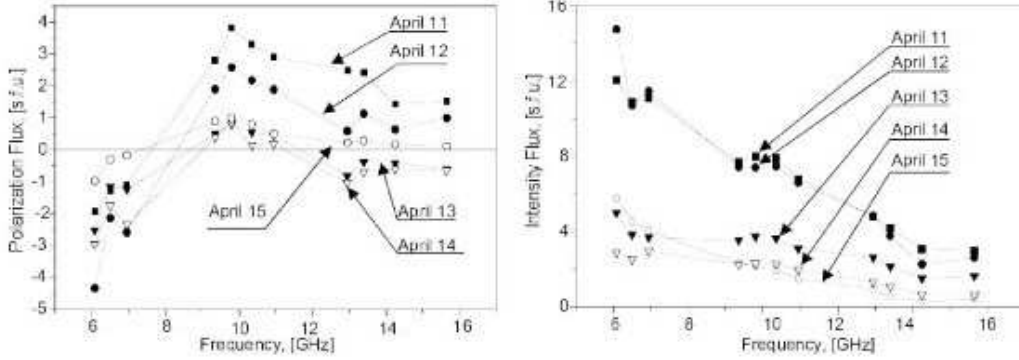 4
3
2
1
0
-1
-2
-3
-4
-5
6
8
10
12
14
16
Polarization Flux, [s.f.u.]
Frequency, [GHz]
April 11
April 12
April 15
April 13
April 14
16
12
8
4
0
6
8
10
12
14
16
Intensity Flux, [s.f.u.]
Frequency, [GHz]
April 11
April 12
April 13
April 14
April 15